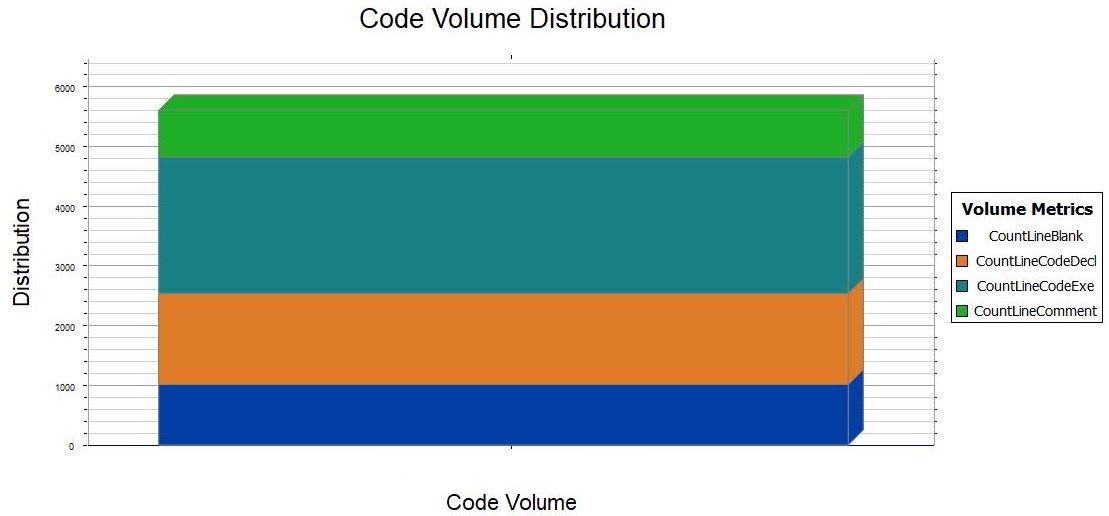 Code Volume Distribution
6000
5000
4000
3000
2000
1000
0
Distribution
Code Volume
Volume Metrics
CountLineBlank
CountLineCodeDecl
CountLineCodeExe
CountLineComment